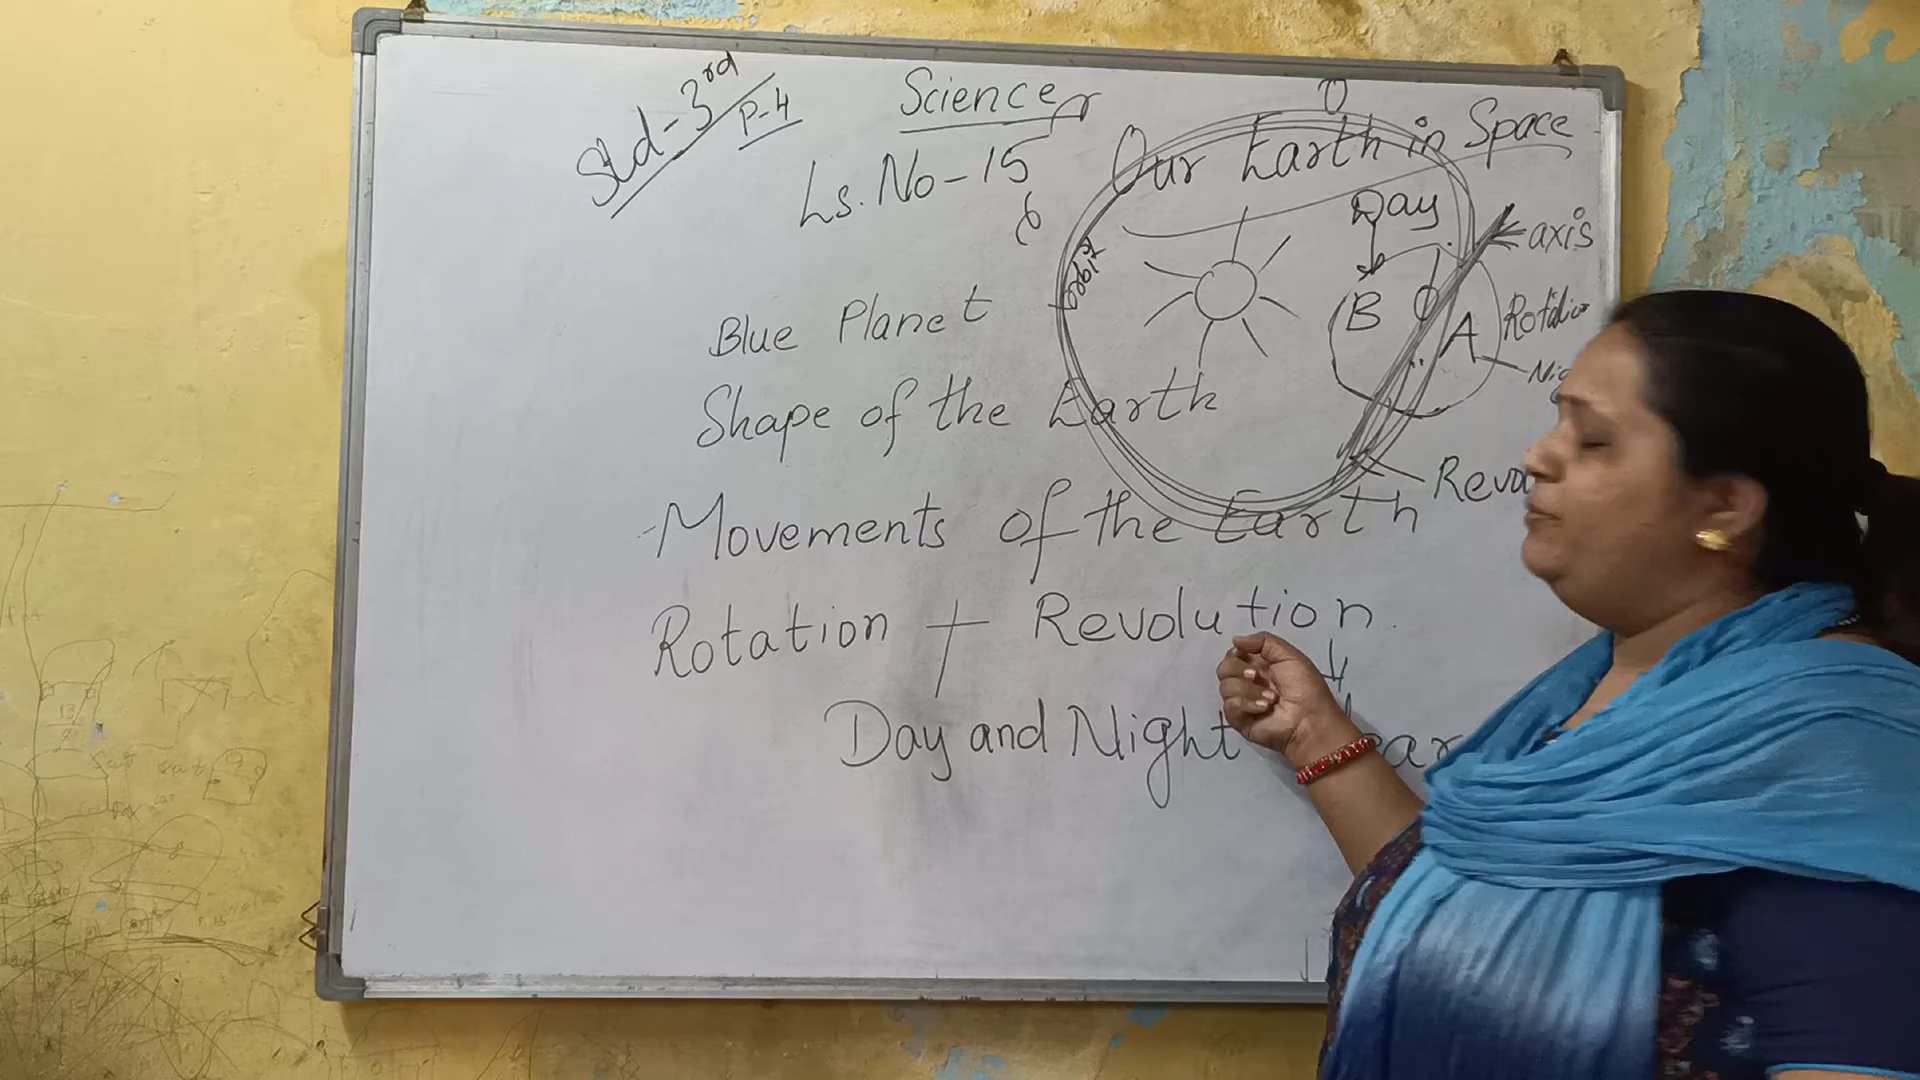 Std-3rd
P-4
Science
Ls. No-15
Our Earth in Space
Day
axis
orbit
B
A
Rotation
Blue Planet
Shape of the Earth
Movements of the Earth
Rotation + Revolution
Day and Night